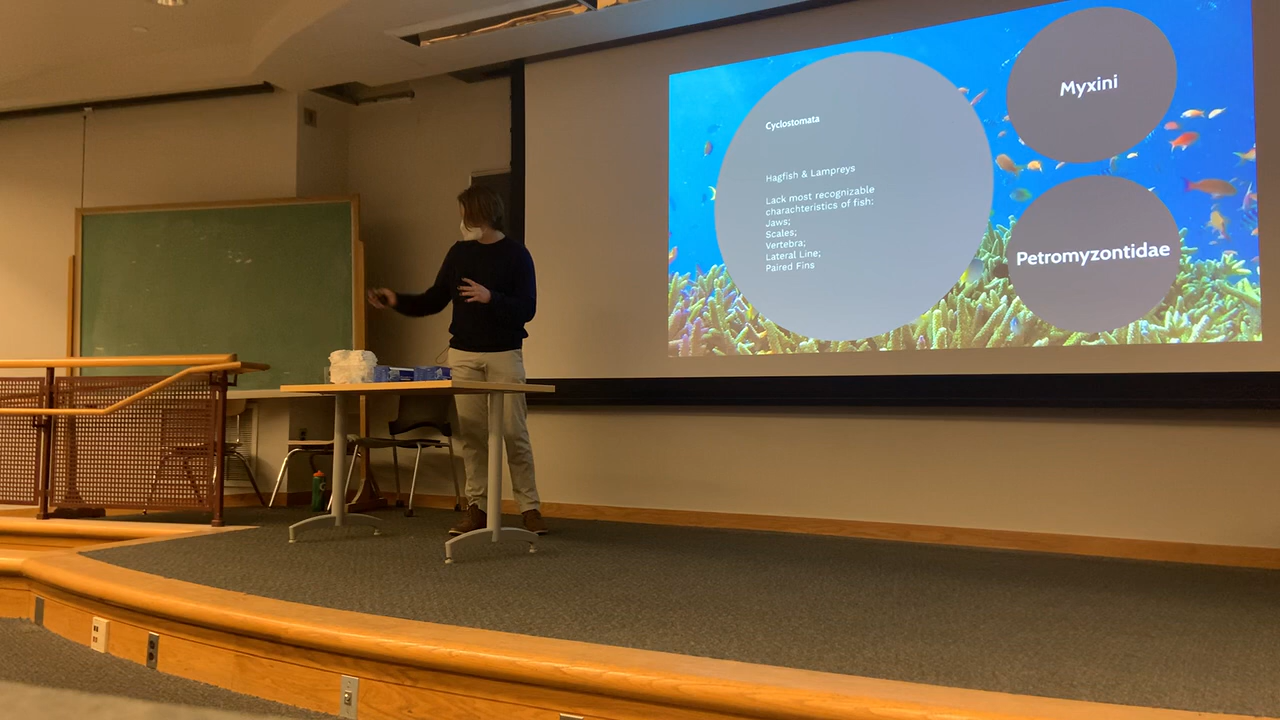 Cyclostomata
Hagfish & Lampreys
Lack most recognizable
charachteristics of fish:
Jaws;
Scales;
Vertebra;
Lateral Line;
Paired Fins
Myxini
Petromyzontidae